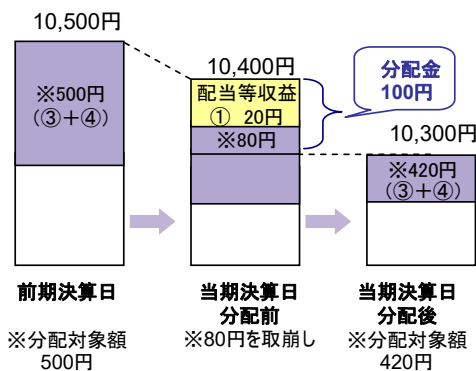 10,500円
※500円
(③+④)
10,400円
配当等収益
① 20円
※80円
分配金
100円
10,300円
※420円
(③+④)
前期決算日
当期決算日
分配前
当期決算日
分配後
※分配対象額
500円
※80円を取崩し
※分配対象額
420円